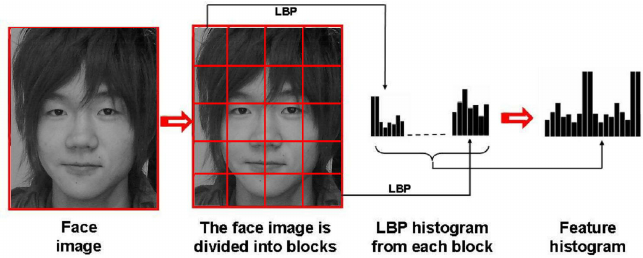 LBP
LBP
Face
image
The face image is
divided into blocks
LBP histogram
from each block
Feature
histogram